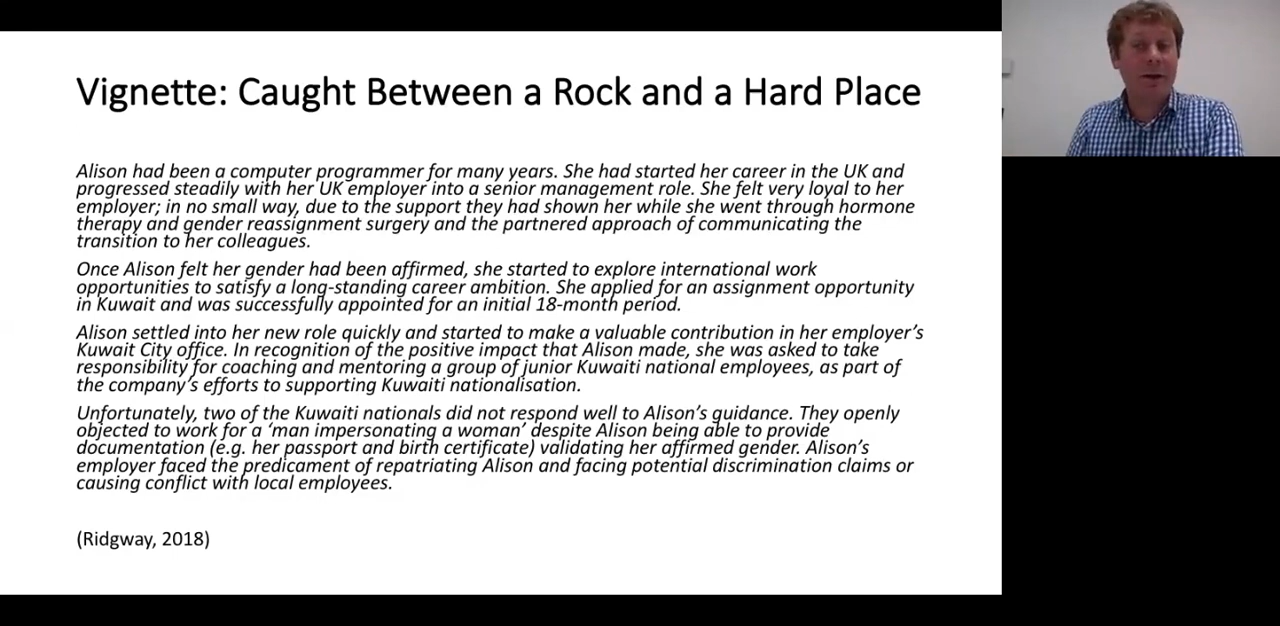 Vignette: Caught Between a Rock and a Hard Place
Alison had been a computer programmer for many years. She had started her career in the UK and
progressed steadily with her UK employer into a senior management role. She felt very loyal to her
employer; in no small way, due to the support they had shown her while she went through hormone
therapy and gender reassignment surgery and the partnered approach of communicating the
transition to her colleagues.
Once Alison felt her gender had been affirmed, she started to explore international work
opportunities to satisfy a long-standing career ambition. She applied for an assignment opportunity
in Kuwait and was successfully appointed for an initial 18-month period.
Alison settled into her new role quickly and started to make a valuable contribution in her employer’s
Kuwait City office. In recognition of the positive impact that Alison made, she was asked to take
responsibility for coaching and mentoring a group of junior Kuwaiti national employees, as part of
the company’s efforts to supporting Kuwaiti nationalisation.
Unfortunately, two of the Kuwaiti nationals did not respond well to Alison’s guidance. They openly
objected to work for a ‘man impersonating a woman’ despite Alison being able to provide
documentation (e.g. her passport and birth certificate) validating her affirmed gender. Alison’s
employer faced the predicament of repatriating Alison and facing potential discrimination claims or
causing conflict with local employees.
(Ridgway, 2018)